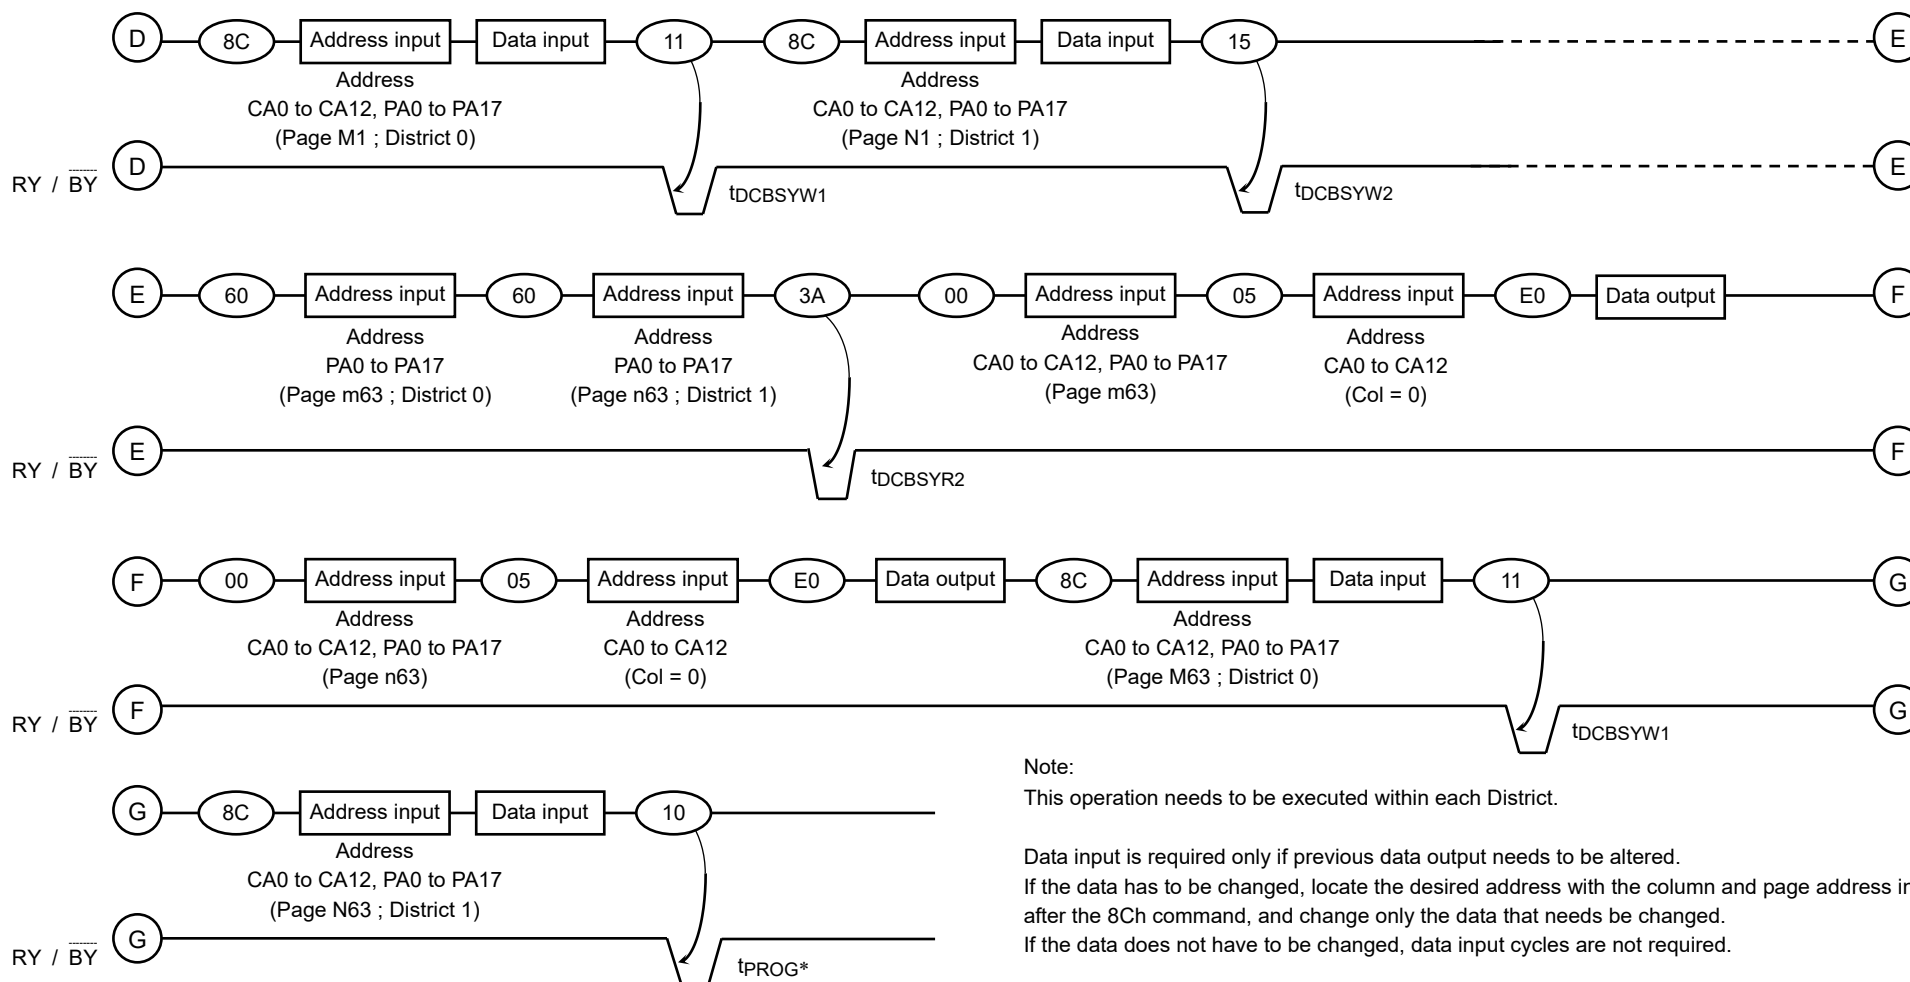 D 8C Address input Data input 11 8C Address input Data input 15 E
Address Address
CA0 to CA12, PA0 to PA17 CA0 to CA12, PA0 to PA17
(Page M1 ; District 0) (Page N1 ; District 1)
RY / BY D tDCBSYW1 tDCBSYW2 E
E 60 Address input 60 Address input 3A 00 Address input 05 Address input E0 Data output F
Address Address Address Address
PA0 to PA17 PA0 to PA17 CA0 to CA12, PA0 to PA17 CA0 to CA12
(Page m63 ; District 0) (Page n63 ; District 1) (Page m63) (Col = 0)
RY / BY E tDCBSYR2 F
F 00 Address input 05 Address input E0 Data output 8C Address input Data input 11 G
Address Address Address
CA0 to CA12, PA0 to PA17 CA0 to CA12 CA0 to CA12, PA0 to PA17
(Page n63) (Col = 0) (Page M63 ; District 0)
RY / BY F tDCBSYW1 G
G 8C Address input Data input 10
Address
CA0 to CA12, PA0 to PA17
(Page N63 ; District 1)
RY / BY G tPROG*
Note:
This operation needs to be executed within each District.
Data input is required only if previous data output needs to be altered.
If the data has to be changed, locate the desired address with the column and page address
after the 8Ch command, and change only the data that needs be changed.
If the data does not have to be changed, data input cycles are not required.